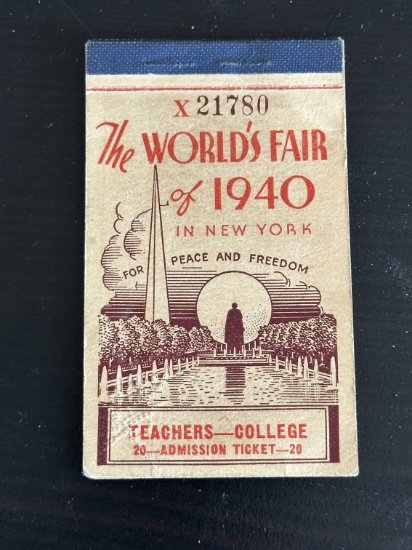 X 21780
The WORLD'S FAIR
of 1940
IN NEW YORK
FOR PEACE AND FREEDOM
TEACHERS—COLLEGE
20—ADMISSION TICKET—20